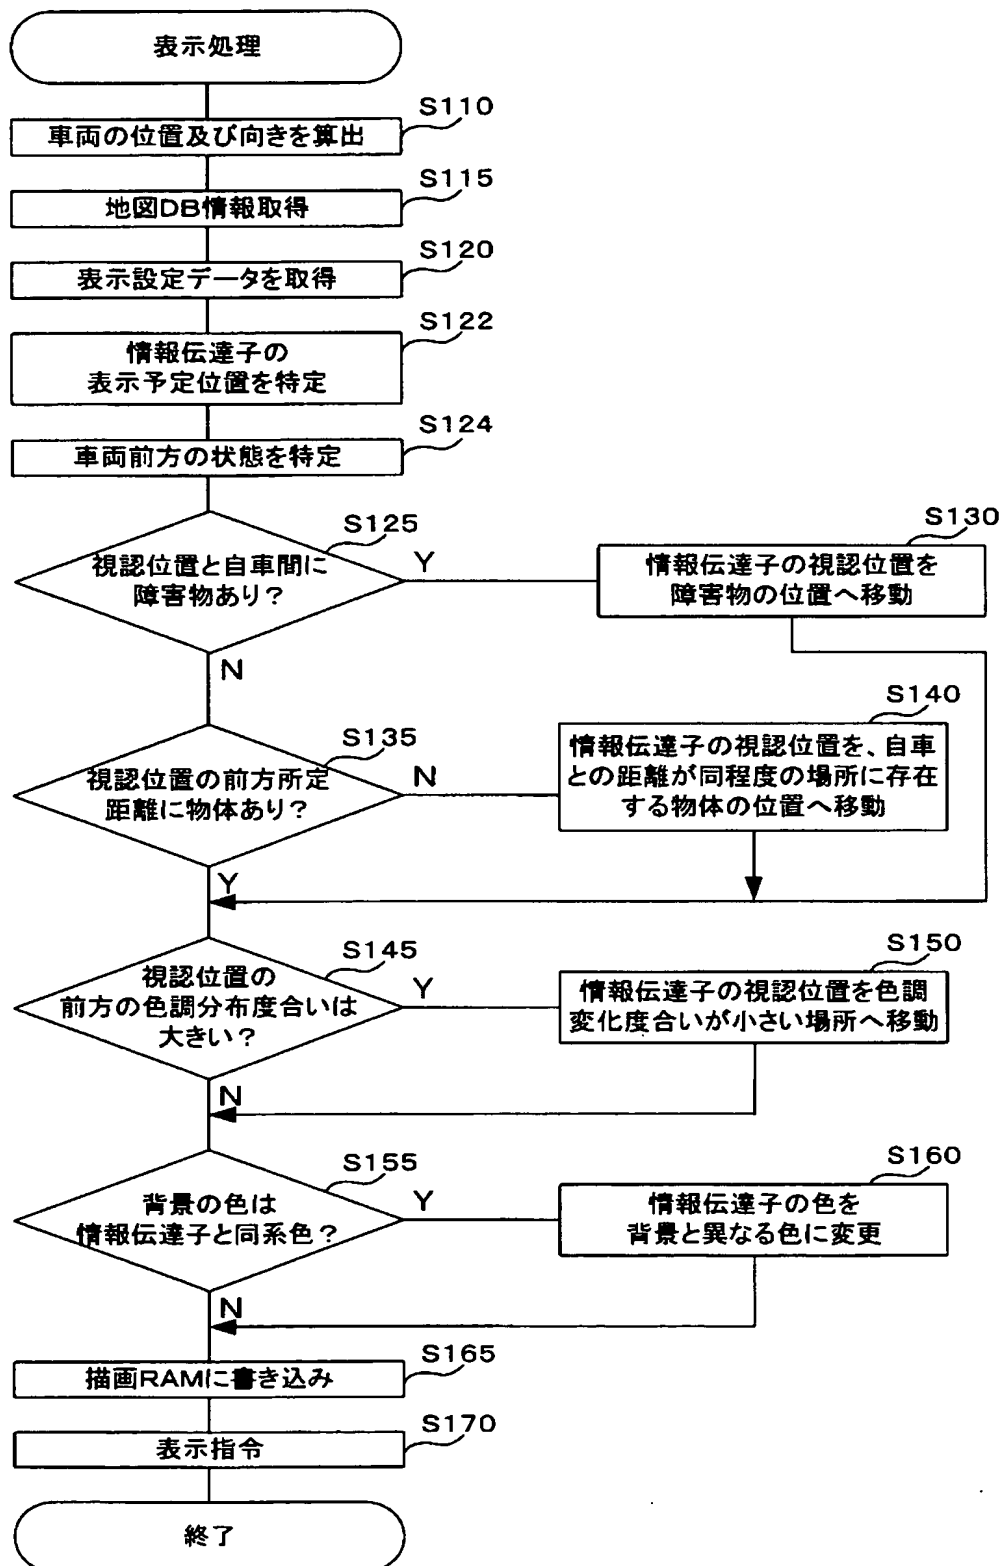 表示処理
S110
車両の位置及び向きを算出
S115
地図DB情報取得
S120
表示設定データを取得
S122
情報伝達子の
表示予定位置を特定
S124
車両前方の状態を特定
S125
視認位置と自車間に
障害物あり?
Y
N
S130
情報伝達子の視認位置を
障害物の位置へ移動
S135
視認位置の前方所定
距離に物体あり?
N
Y
S140
情報伝達子の視認位置を、自車
との距離が同程度の場所に存在
する物体の位置へ移動
S145
視認位置の
前方の色調分布度合いは
大きい?
Y
N
S150
情報伝達子の視認位置を色調
変化度合いが小さい場所へ移動
S155
背景の色は
情報伝達子と同系色?
Y
N
S160
情報伝達子の色を
背景と異なる色に変更
S165
描画RAMに書き込み
S170
表示指令
終了